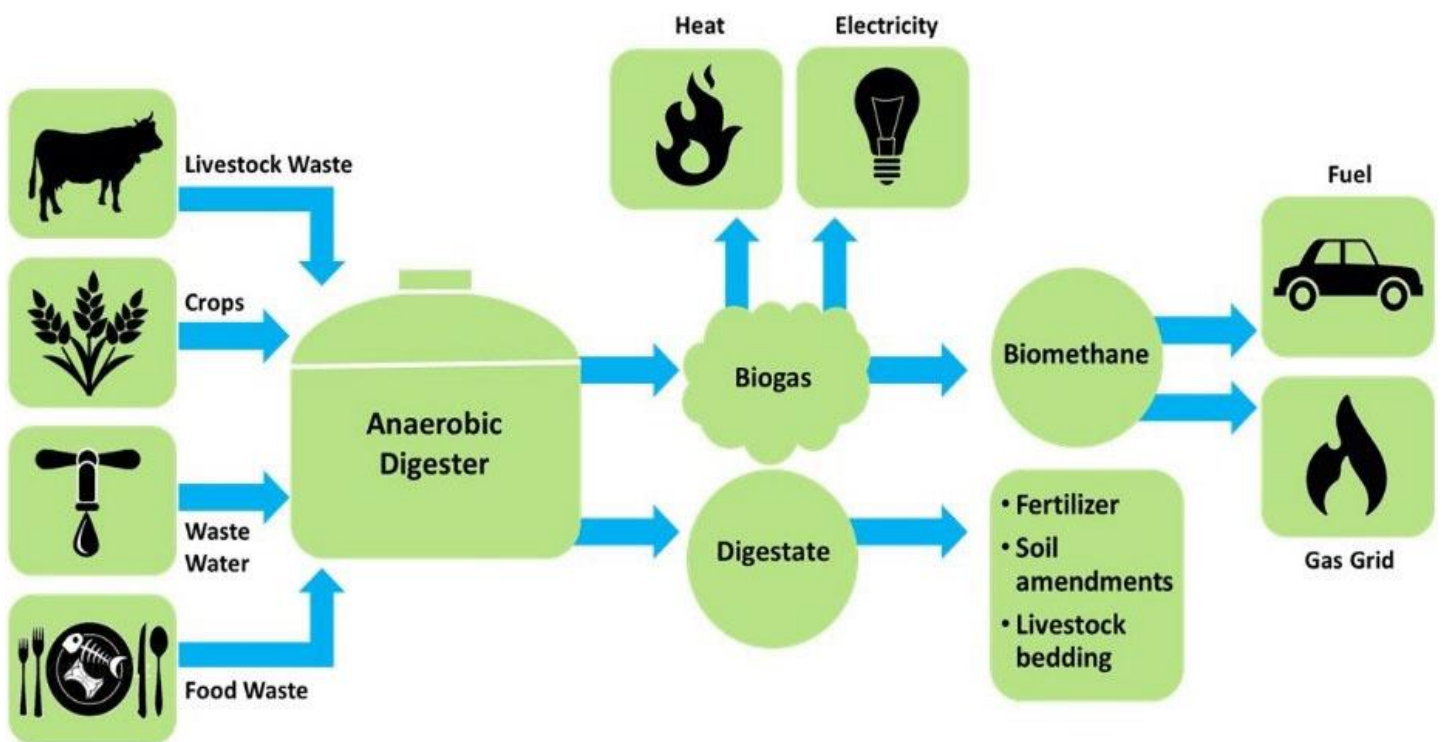 Heat
Electricity
Livestock Waste
Crops
Waste
Water
Food Waste
Anaerobic
Digester
Biogas
Digestate
Biomethane
• Fertilizer
• Soil
amendments
• Livestock
bedding
Fuel
Gas Grid